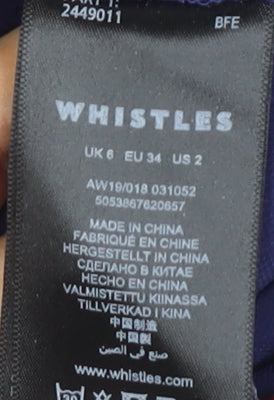 2449011
BFE
WHISTLES
UK 6 EU 34 US 2
AW19/018 031052
5053867620657
MADE IN CHINA
FABRIQUÉ EN CHINE
HERGESTELLT IN CHINA
СДЕЛАНО В КИТАЕ
HECHO EN CHINA
VALMISTETTU KIINASSA
TILLVERKAD I KINA
中国制造
中国製
صنع في الصين
www.whistles.com
30